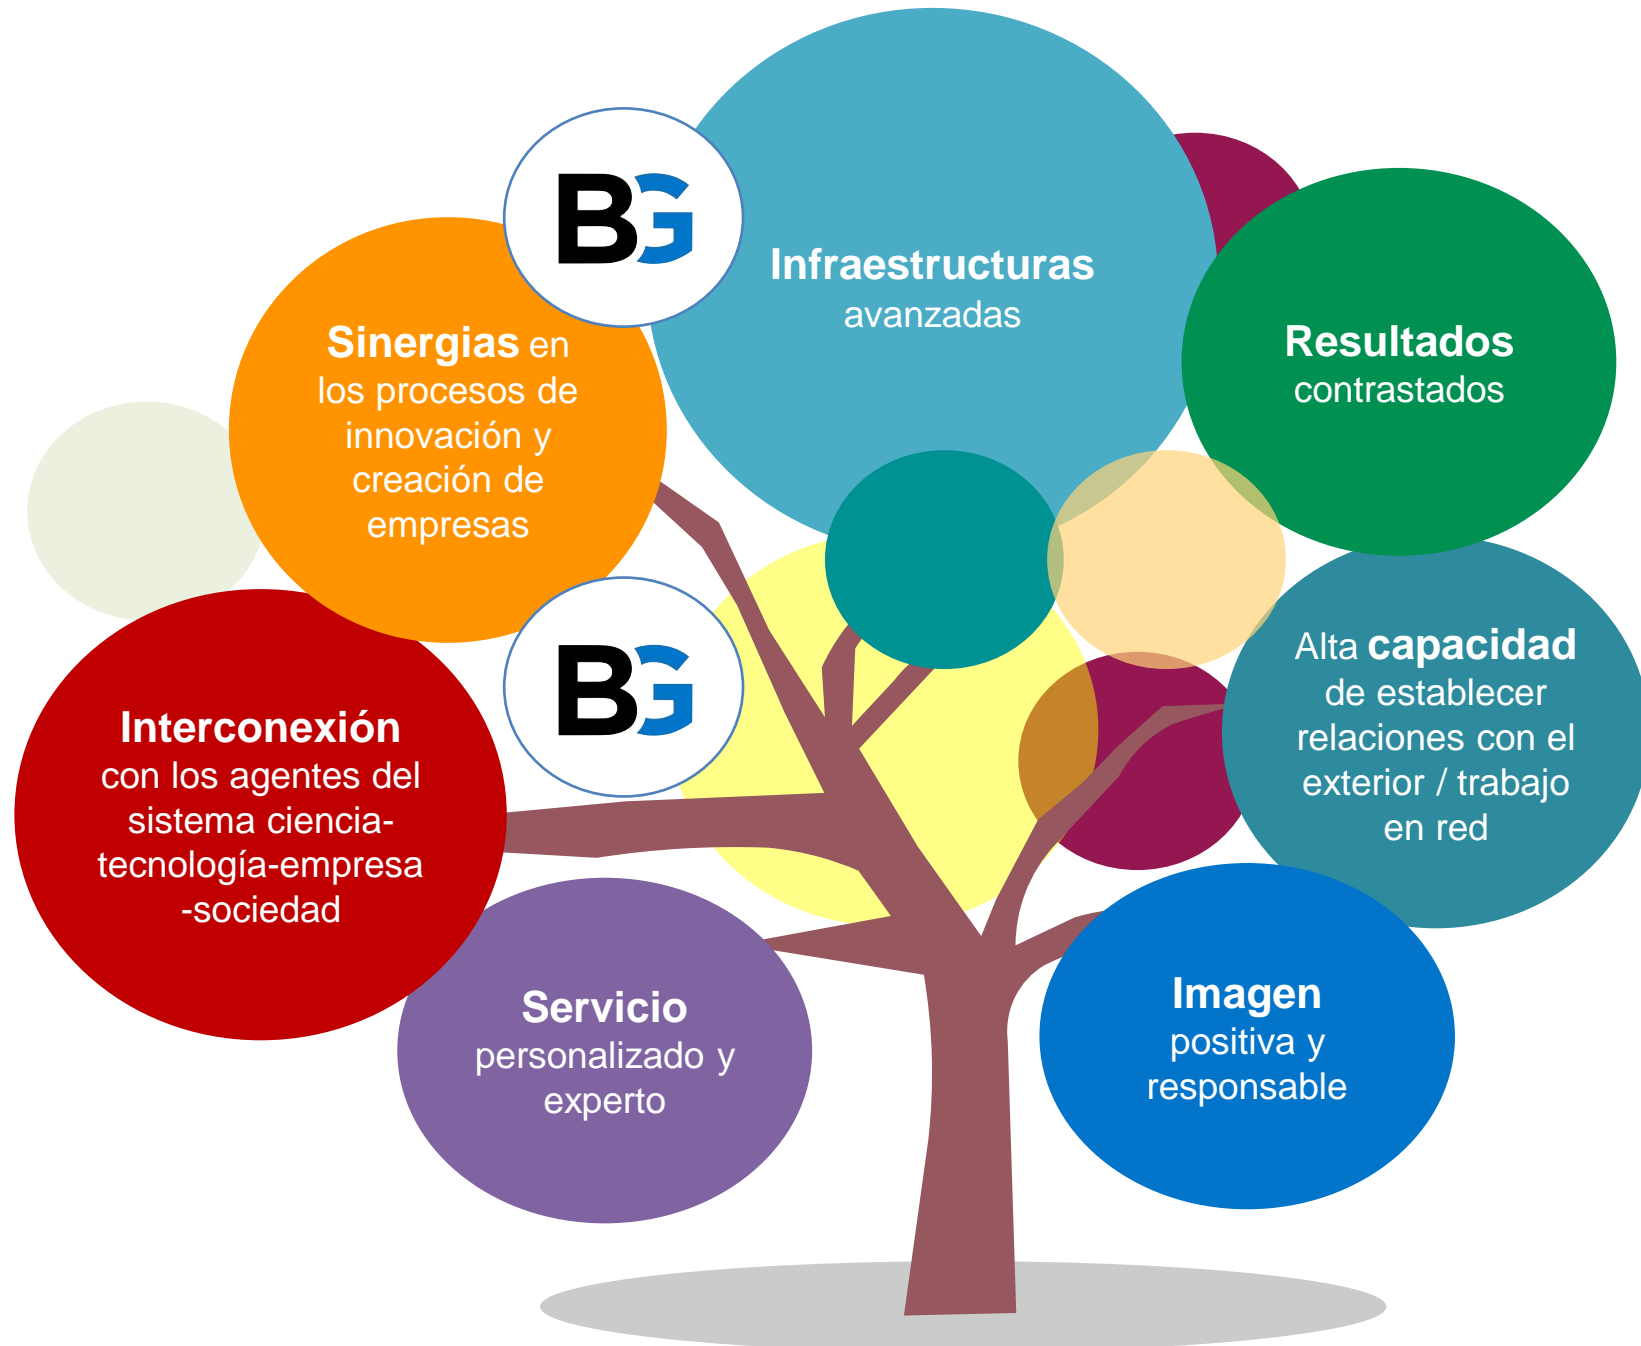 BG
Infraestructuras
avanzadas
Sinergias en
los procesos de
innovación y
creación de
empresas
Resultados
contrastados
BG
Interconexión
con los agentes del
sistema ciencia-
tecnología-empresa
-sociedad
Alta capacidad
de establecer
relaciones con el
exterior / trabajo
en red
Servicio
personalizado y
experto
Imagen
positiva y
responsable